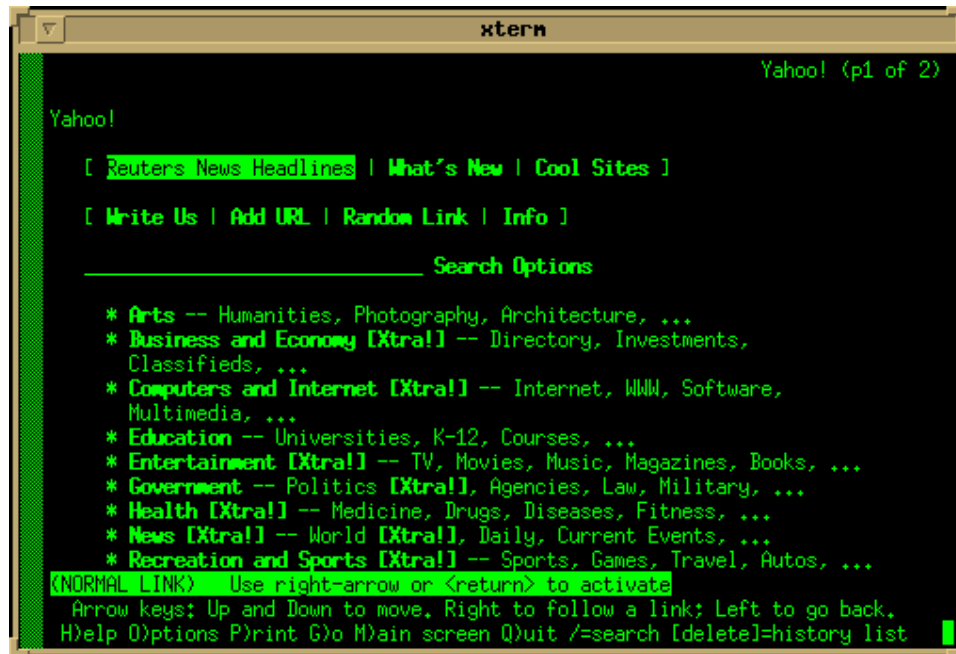 xterm
Yahoo! (p1 of 2)
Yahoo!
[ Reuters News Headlines | What's New | Cool Sites ]
[ Write Us | Add URL | Random Link | Info ]
______________________________ Search Options
* Arts -- Humanities, Photography, Architecture, ...
* Business and Economy [Xtra!] -- Directory, Investments,
Classifieds, ...
* Computers and Internet [Xtra!] -- Internet, WWW, Software,
Multimedia, ...
* Education -- Universities, K-12, Courses, ...
* Entertainment [Xtra!] -- TV, Movies, Music, Magazines, Books, ...
* Government -- Politics [Xtra!], Agencies, Law, Military, ...
* Health [Xtra!] -- Medicine, Drugs, Diseases, Fitness, ...
* News [Xtra!] -- World [Xtra!], Daily, Current Events, ...
* Recreation and Sports [Xtra!] -- Sports, Games, Travel, Autos, ...
(NORMAL LINK)   Use right-arrow or <return> to activate
Arrow keys: Up and Down to move. Right to follow a link; Left to go back.
H)elp O)ptions P)rint G)o M)ain screen Q)uit /=search [delete]=history list